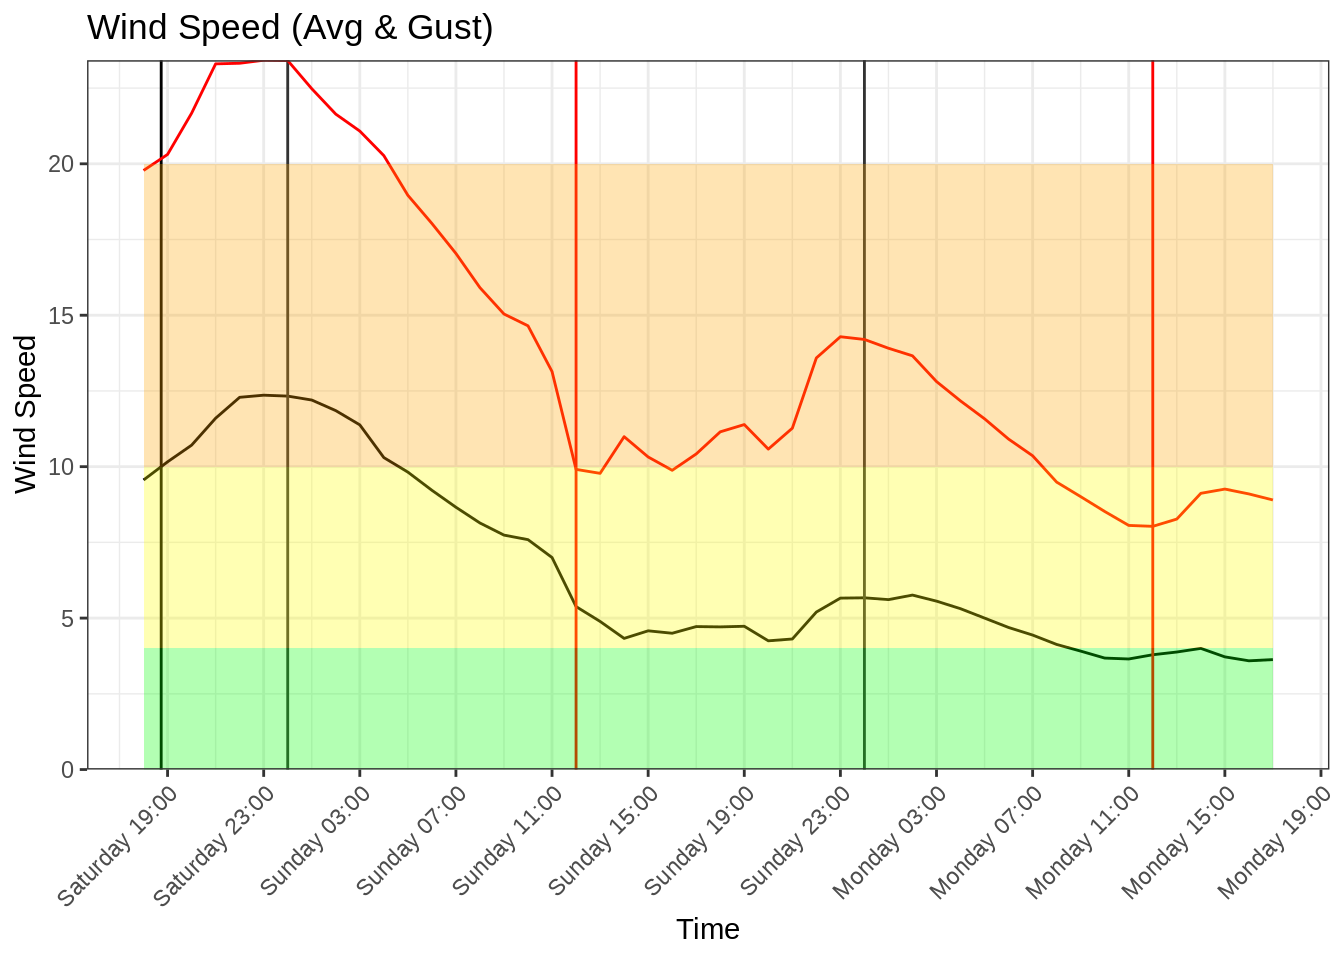 Wind Speed (Avg & Gust)
Wind Speed
20
15
10
5
0
Saturday 19:00
Saturday 23:00
Sunday 03:00
Sunday 07:00
Sunday 11:00
Sunday 15:00
Sunday 19:00
Sunday 23:00
Monday 03:00
Monday 07:00
Monday 11:00
Monday 15:00
Monday 19:00
Time